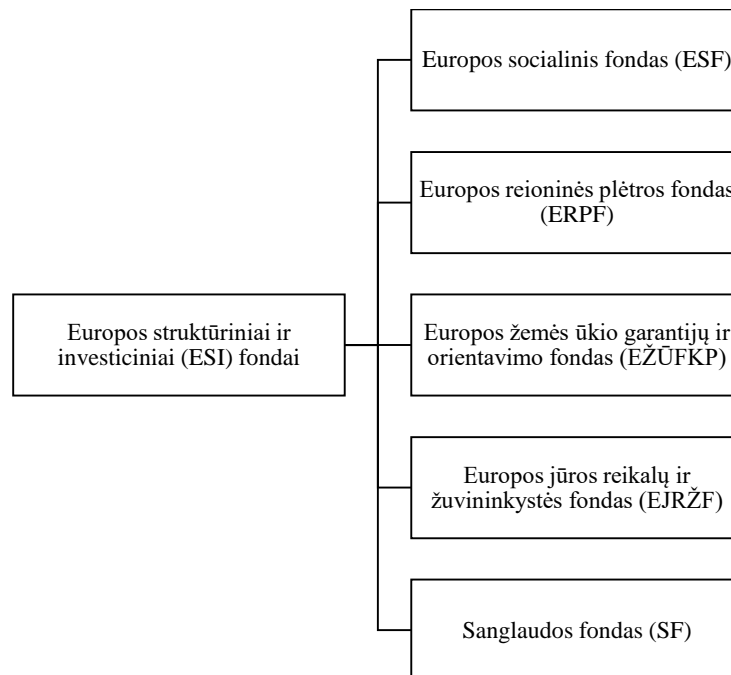 Europos socialinis fondas (ESF)
Europos reioninės plėtros fondas
(ERPF)
Europos struktūriniai ir
investiciniai (ESI) fondai
Europos žemės ūkio garantijų ir
orientavimo fondas (EŽŪFKP)
Europos jūros reikalų ir
žuvininkystės fondas (EJRŽF)
Sanglaudos fondas (SF)